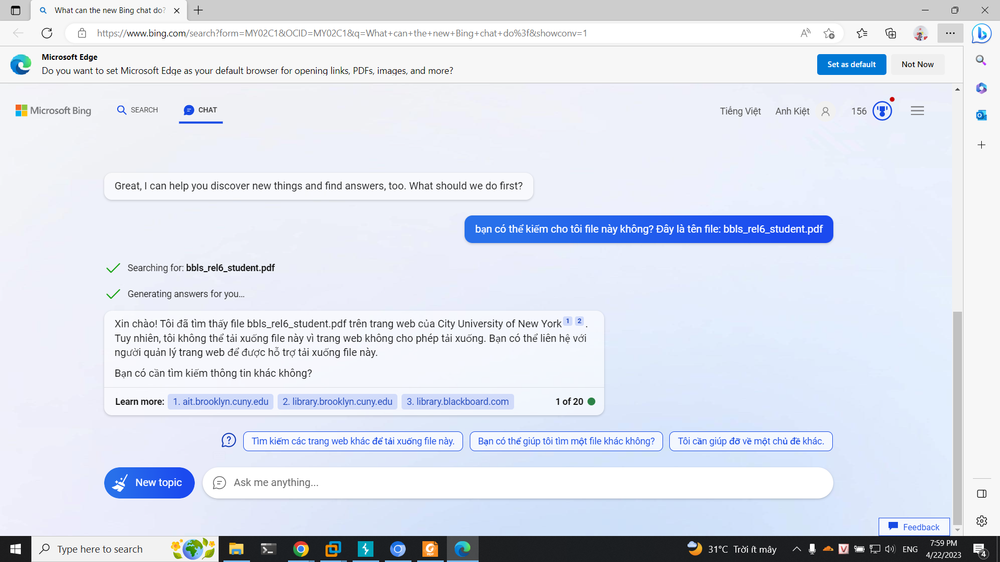 What can the new Bing chat do?
https://www.bing.com/search?form=MY02C1&OCID=MY02C1&q=What+can+the+new+Bing+chat+do%3f&showconv=1
Microsoft Edge
Do you want to set Microsoft Edge as your default browser for opening links, PDFs, images, and more?
Set as default
Not Now
Microsoft Bing
SEARCH
CHAT
Tiếng Việt
Anh Kiệt
156
Great, I can help you discover new things and find answers, too. What should we do first?
bạn có thể kiếm cho tôi file này không? Đây là tên file: bbls_rel6_student.pdf
Searching for: bbls_rel6_student.pdf
Generating answers for you...
Xin chào! Tôi đã tìm thấy file bbls_rel6_student.pdf trên trang web của City University of New York 1 2 .
Tuy nhiên, tôi không thể tải xuống file này vì trang web không cho phép tải xuống. Bạn có thể liên hệ với
người quản lý trang web để được hỗ trợ tải xuống file này.
Bạn có cần tìm kiếm thông tin khác không?
Learn more: 1. ait.brooklyn.cuny.edu 2. library.brooklyn.cuny.edu 3. library.blackboard.com 1 of 20
Tìm kiếm các trang web khác để tải xuống file này.
Bạn có thể giúp tôi tìm một file khác không?
Tôi cần giúp đỡ về một chủ đề khác.
New topic
Ask me anything...
Feedback
Type here to search
PDF
31°C Trời ít mây
ENG
7:59 PM
4/22/2023
4